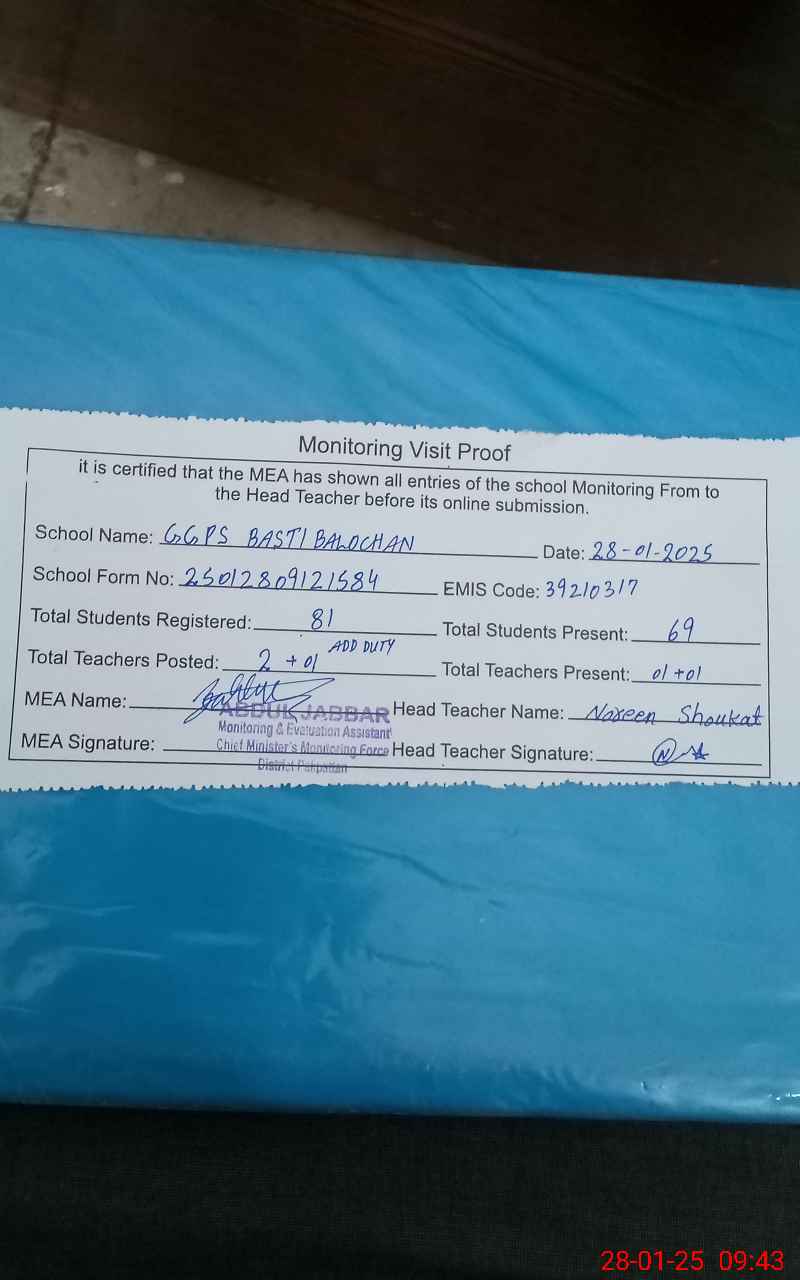 Monitoring Visit Proof
it is certified that the MEA has shown all entries of the school Monitoring From to
the Head Teacher before its online submission.
School Name: GGPS BASTI BALOCHAN Date: 28-01-2025
School Form No: 25012809121584 EMIS Code: 39210317
Total Students Registered: 81 Total Students Present: 69
ADD DUTY
Total Teachers Posted: 2 +01 Total Teachers Present: 01 +01
MEA Name: ABDUL JABBAR Head Teacher Name: Noreen Shoukat
Monitoring & Evaluation Assistant
MEA Signature: Chief Minister's Monitoring Force Head Teacher Signature:
District Pakpattan
28-01-25 09:43